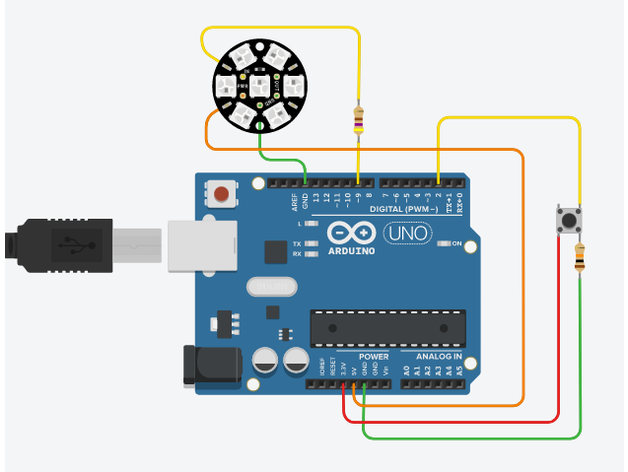 AREF
GND
13
12
~11
~10
~9
8
7
~6
~5
4
~3
2
TX→1
RX←0
DIGITAL (PWM~)
L
TX
RX
UNO
ARDUINO
ON
POWER
ANALOG IN
IOREF
RESET
3.3V
5V
GND
GND
Vin
A0
A1
A2
A3
A4
A5